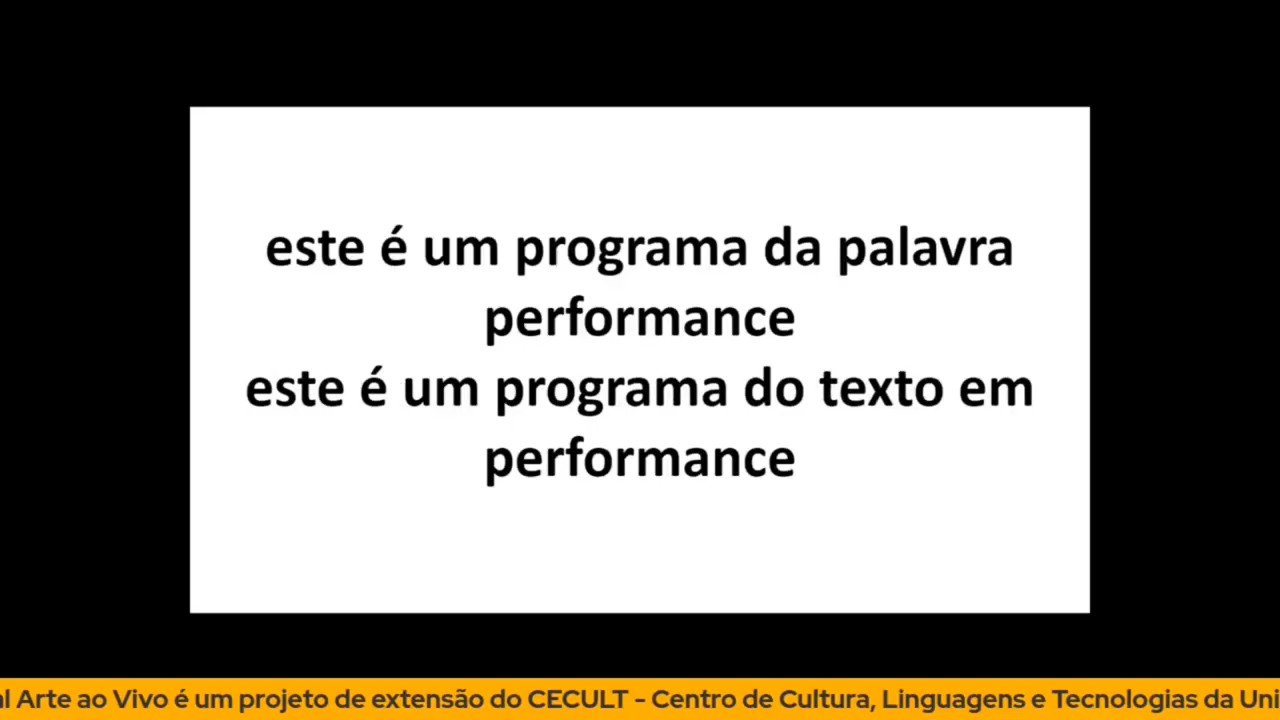 este é um programa da palavra
performance
este é um programa do texto em
performance
Arte ao Vivo é um projeto de extensão do CECULT - Centro de Cultura, Linguagens e Tecnologias da